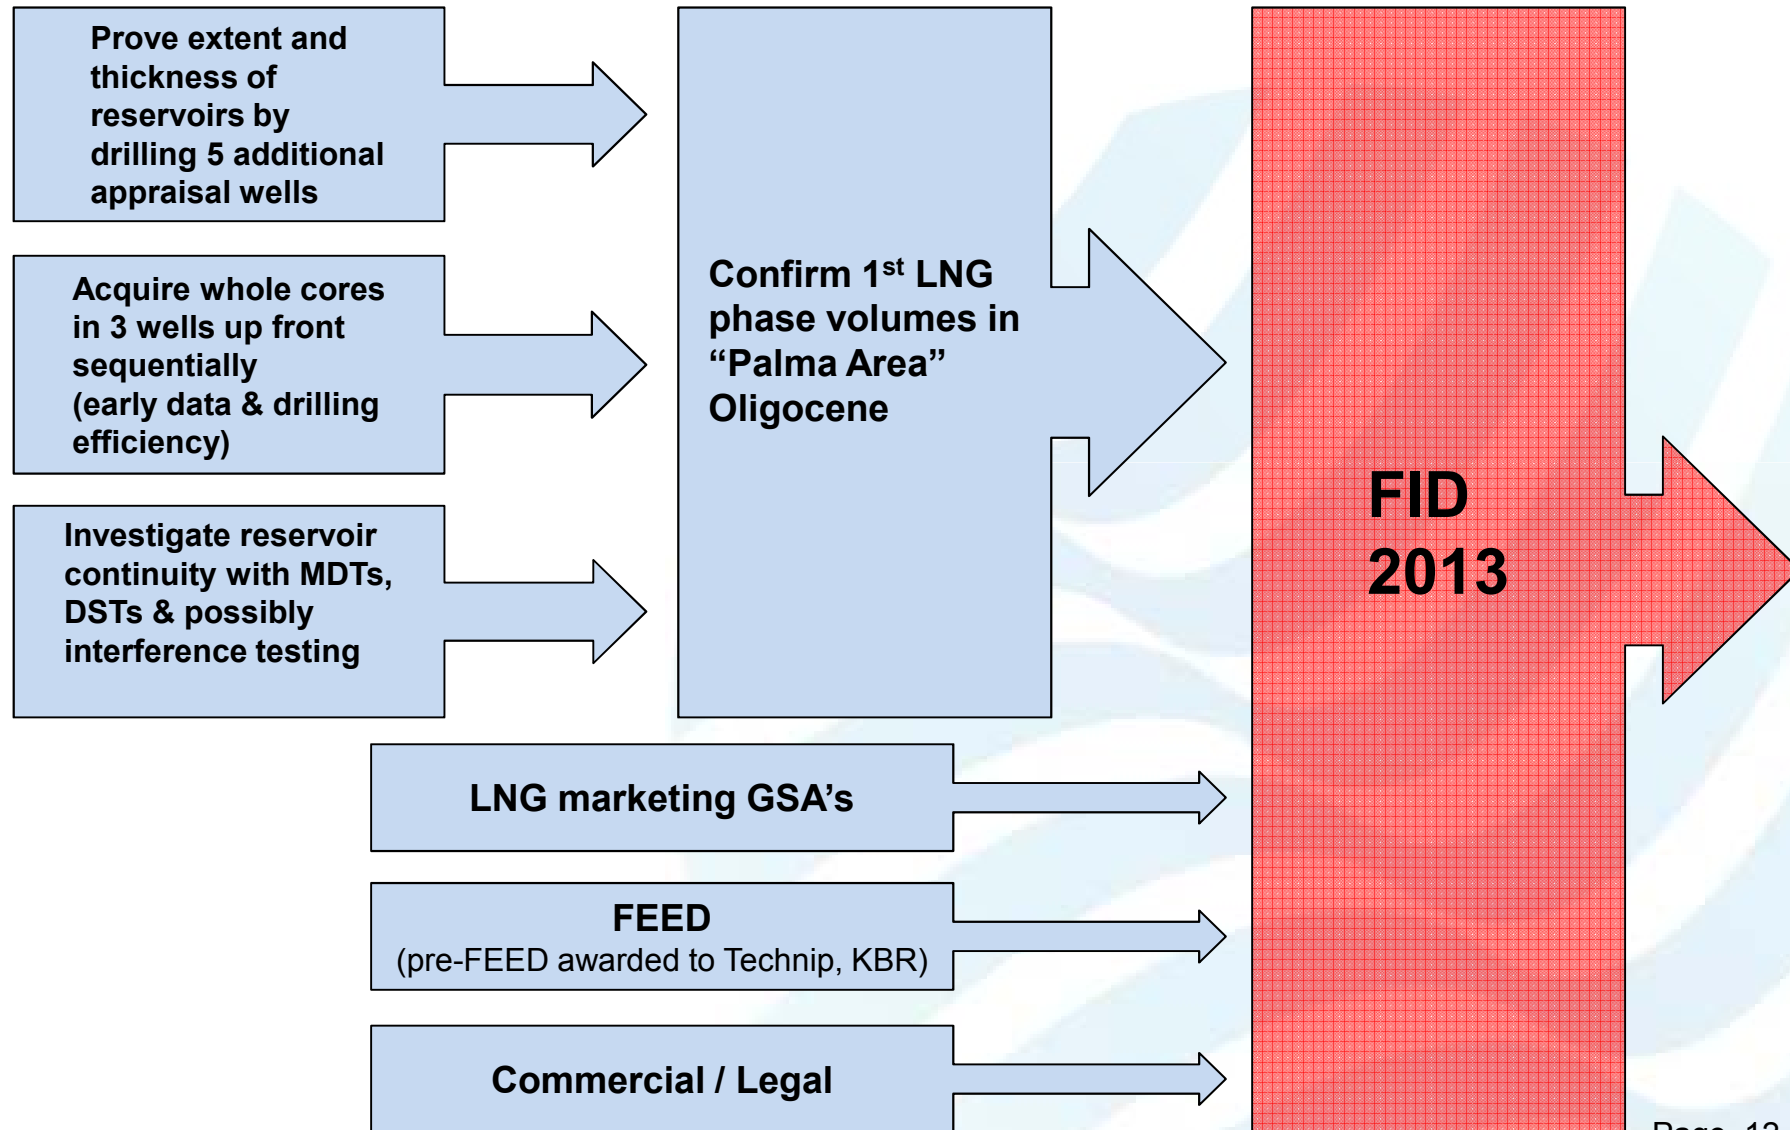 Prove extent and
thickness of
reservoirs by
drilling 5 additional
appraisal wells
Acquire whole cores
in 3 wells up front
sequentially
(early data & drilling
efficiency)
Investigate reservoir
continuity with MDTs,
DSTs & possibly
interference testing
Confirm 1st LNG
phase volumes in
“Palma Area”
Oligocene
LNG marketing GSA’s
FEED
(pre-FEED awarded to Technip, KBR)
Commercial / Legal
FID
2013
Page 12